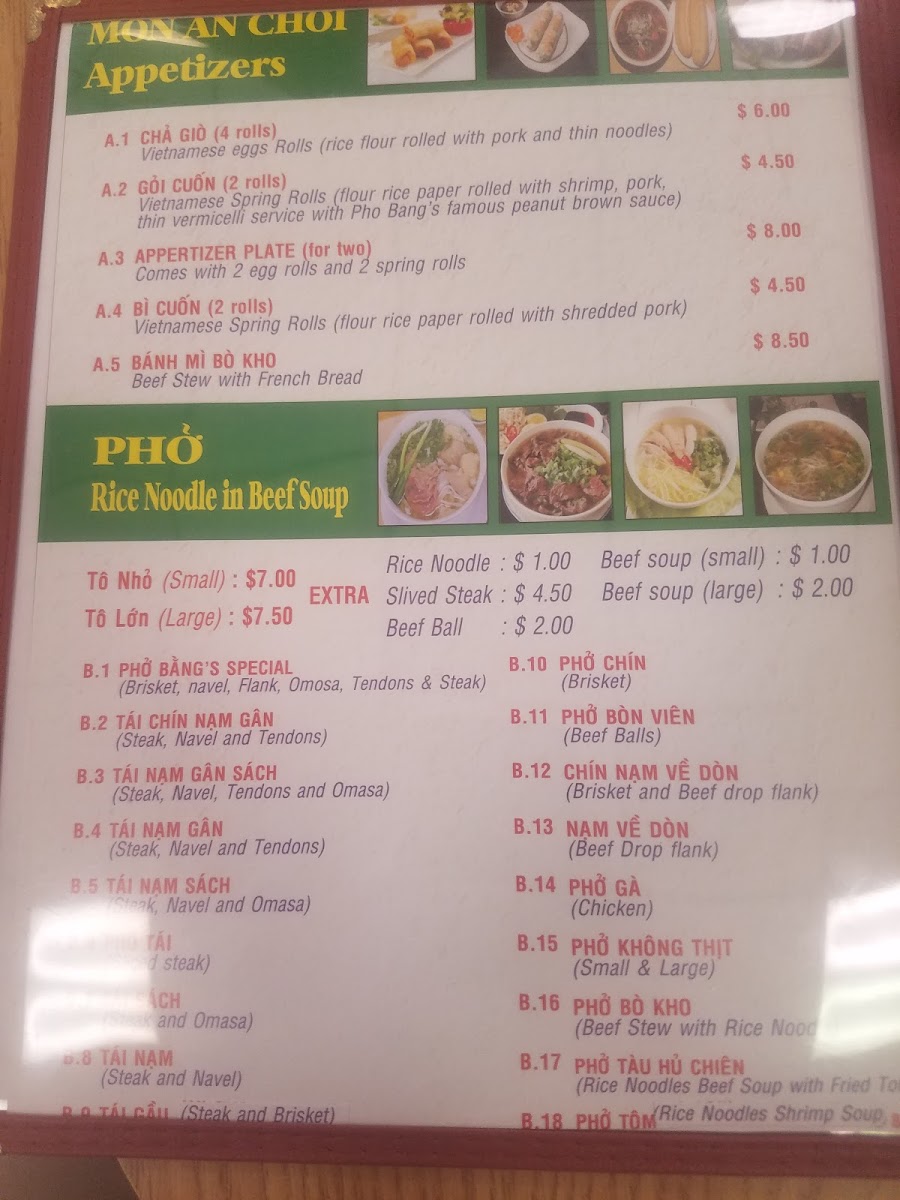 MÓN ĂN CHƠI
Appetizers
A.1 CHẢ GIÒ (4 rolls) $ 6.00
Vietnamese eggs Rolls (rice flour rolled with pork and thin noodles)
A.2 GỎI CUỐN (2 rolls) $ 4.50
Vietnamese Spring Rolls (flour rice paper rolled with shrimp, pork,
thin vermicelli service with Pho Bang's famous peanut brown sauce)
A.3 APPERTIZER PLATE (for two) $ 8.00
Comes with 2 egg rolls and 2 spring rolls
A.4 BÌ CUỐN (2 rolls) $ 4.50
Vietnamese Spring Rolls (flour rice paper rolled with shredded pork)
A.5 BÁNH MÌ BÒ KHO $ 8.50
Beef Stew with French Bread
PHỞ
Rice Noodle in Beef Soup
Tô Nhỏ (Small) : $7.00
Tô Lớn (Large) : $7.50
EXTRA
Rice Noodle : $ 1.00 Beef soup (small) : $ 1.00
Slived Steak : $ 4.50 Beef soup (large) : $ 2.00
Beef Ball : $ 2.00
B.1 PHỞ BẰNG'S SPECIAL
(Brisket, navel, Flank, Omosa, Tendons & Steak)
B.2 TÁI CHÍN NẠM GÂN
(Steak, Navel and Tendons)
B.3 TÁI NẠM GÂN SÁCH
(Steak, Navel, Tendons and Omasa)
B.4 TÁI NẠM GÂN
(Steak, Navel and Tendons)
B.5 TÁI NẠM SÁCH
(Steak, Navel and Omasa)
TÁI
steak)
SÁCH
(Steak and Omasa)
B.8 TÁI NẠM
(Steak and Navel)
B.9 TÁI GẦU (Steak and Brisket)
B.10 PHỞ CHÍN
(Brisket)
B.11 PHỞ BÒN VIÊN
(Beef Balls)
B.12 CHÍN NẠM VỀ DÒN
(Brisket and Beef drop flank)
B.13 NẠM VỀ DÒN
(Beef Drop flank)
B.14 PHỞ GÀ
(Chicken)
B.15 PHỞ KHÔNG THỊT
(Small & Large)
B.16 PHỞ BÒ KHO
(Beef Stew with Rice Nood
B.17 PHỞ TÀU HỦ CHIÊN
(Rice Noodles Beef Soup with Fried To
B.18 PHỞ TÔM (Rice Noodles Shrimp Soup,